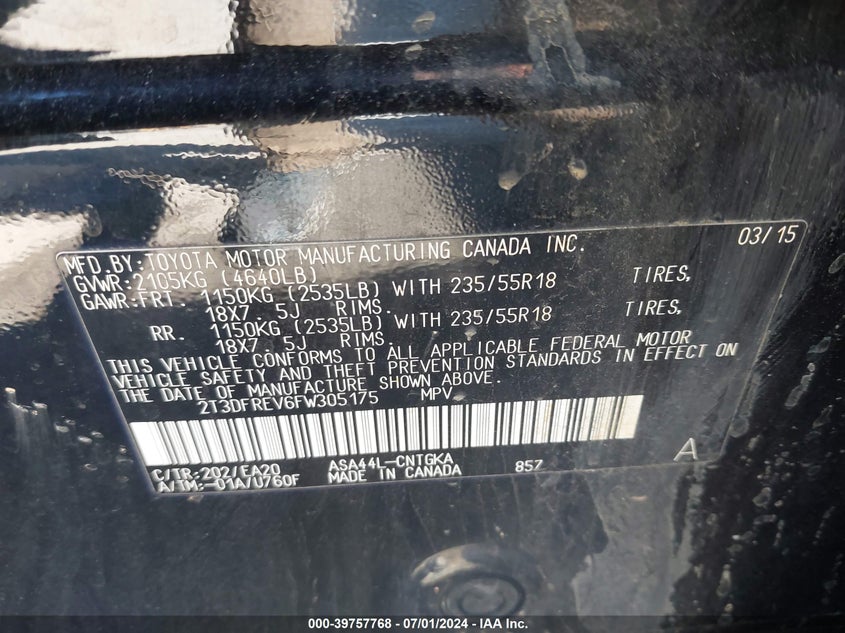 MFD.BY:TOYOTA MOTOR MANUFACTURING CANADA INC. 03/15
GVWR:2105KG (4640LB)
GAWR:FRT. 1150KG (2535LB) WITH 235/55R18 TIRES,
18X7. 5J RIMS.
RR. 1150KG (2535LB) WITH 235/55R18 TIRES,
18X7. 5J RIMS.
THIS VEHICLE CONFORMS TO ALL APPLICABLE FEDERAL MOTOR
VEHICLE SAFETY AND THEFT PREVENTION STANDARDS IN EFFECT ON
THE DATE OF MANUFACTURE SHOWN ABOVE.
2T3DFREV6FW305175 MPV
C/TR:202/EA20 ASA44L-CNTGKA 857 A
A/TM:-01A/U760F MADE IN CANADA
000-39757768 - 07/01/2024 - IAA Inc.